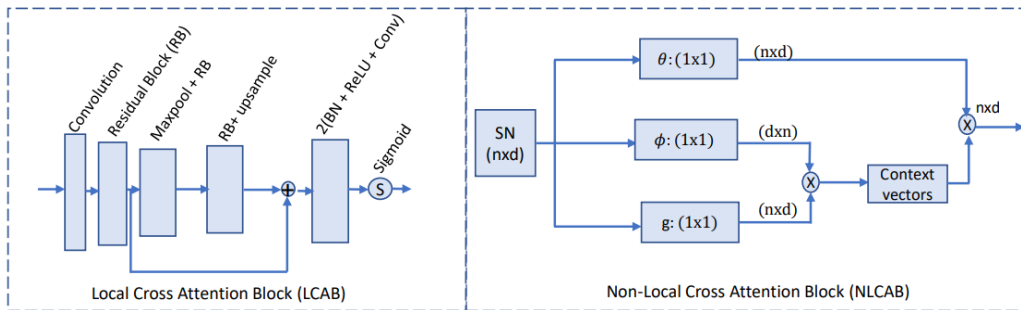 Convolution
Residual Block (RB)
Maxpool + RB
RB+ upsample
2(BN + ReLU + Conv)
Sigmoid
S
Local Cross Attention Block (LCAB)
SN
(nxd)
θ: (1x1)
(nxd)
ϕ: (1x1)
(dxn)
g: (1x1)
(nxd)
X
Context
vectors
X
nxd
Non-Local Cross Attention Block (NLCAB)